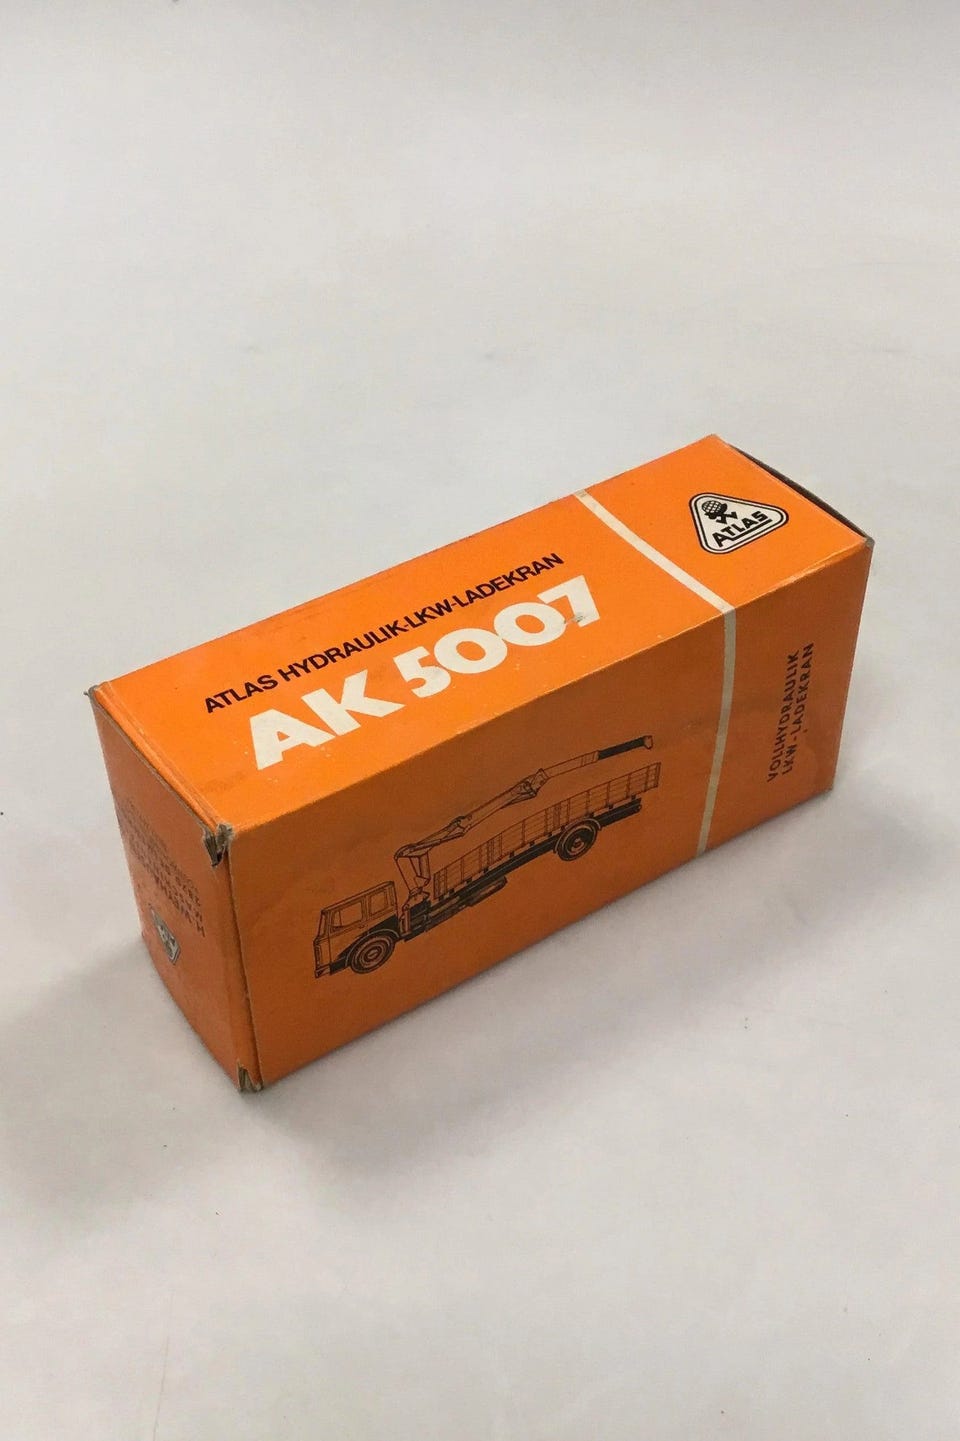 ATLAS HYDRAULIK-LKW-LADEKRAN
AK 5007
ATLAS
VOLLHYDRAULIK
LKW-LADEKRAN